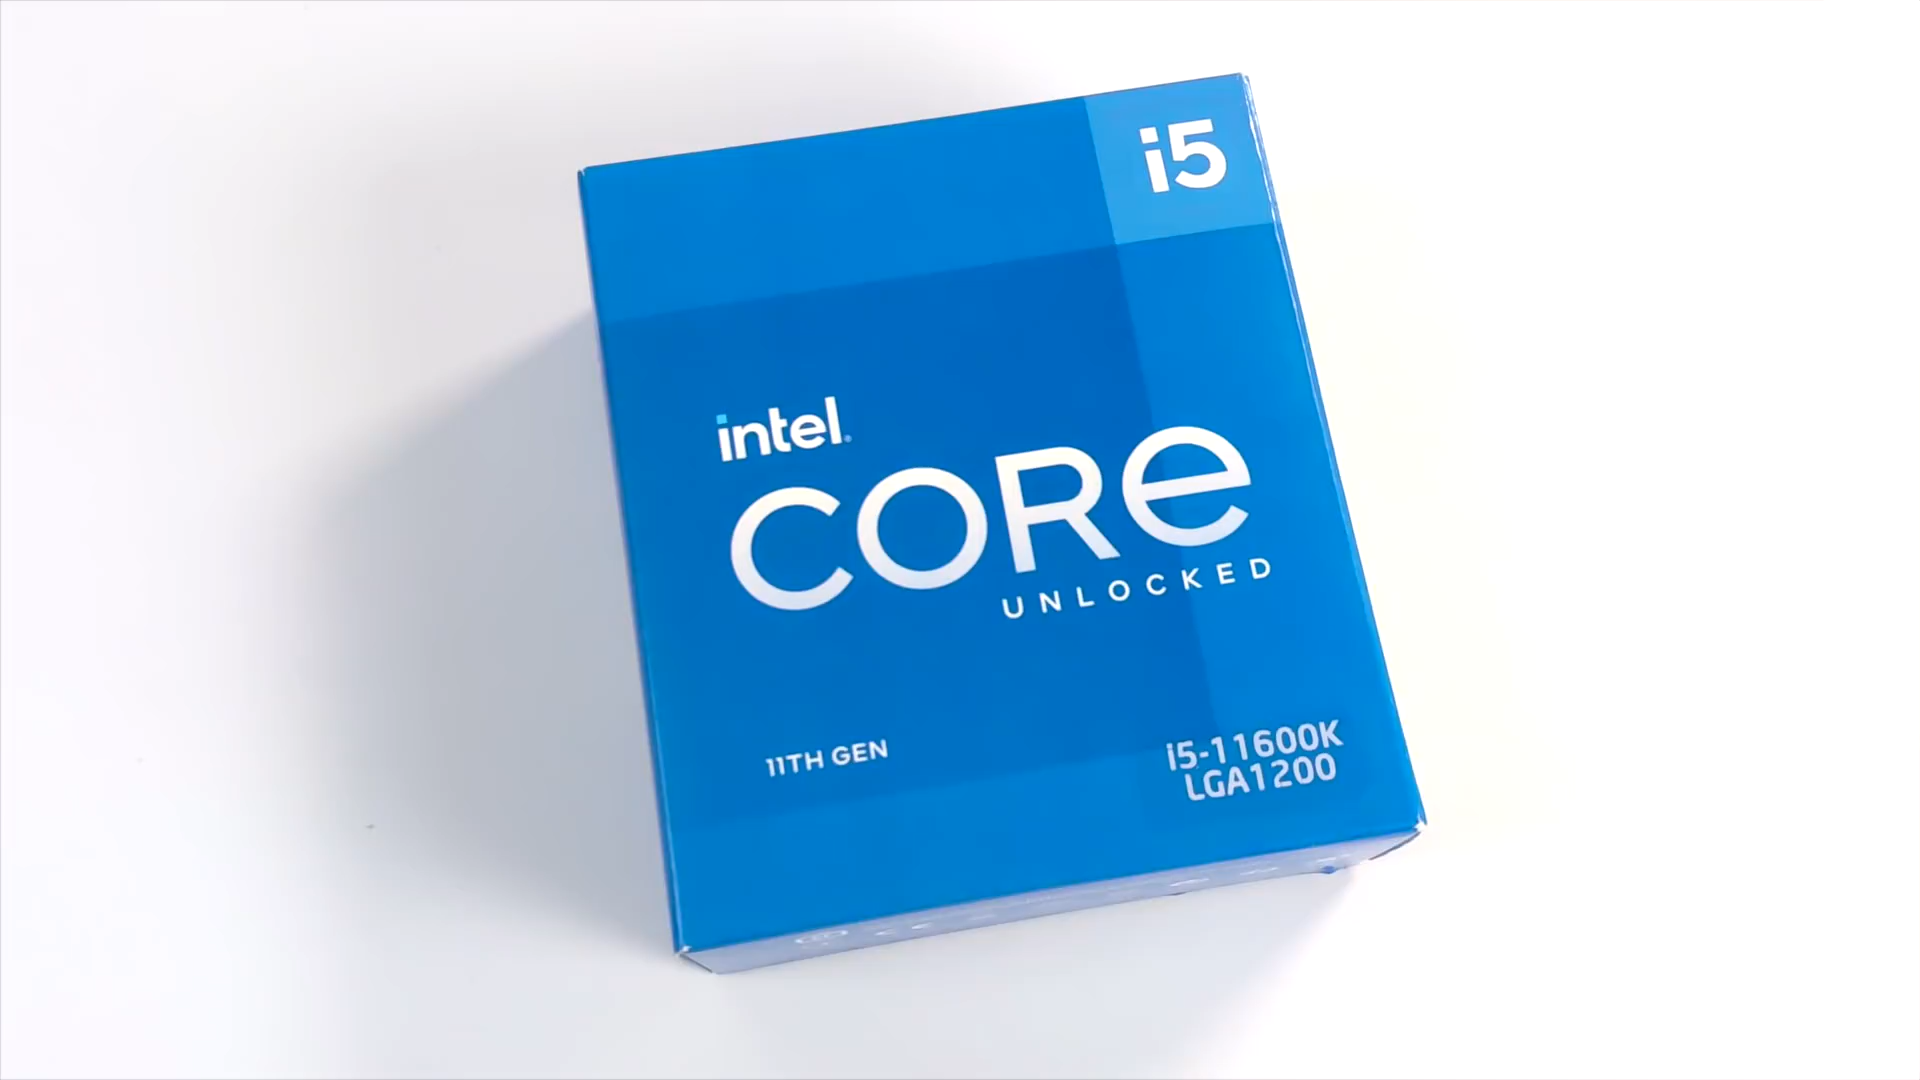 i5
intel
CORe
UNLOCKED
11TH GEN
i5-11600K
LGA1200